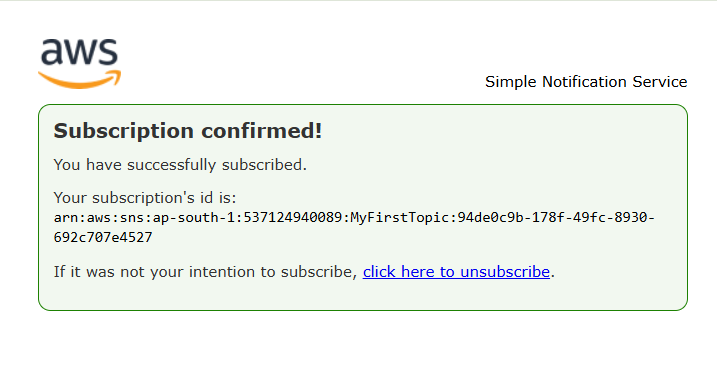 aws
Simple Notification Service
Subscription confirmed!
You have successfully subscribed.
Your subscription's id is:
arn:aws:sns:ap-south-1:537124940089:MyFirstTopic:94de0c9b-178f-49fc-8930-
692c707e4527
If it was not your intention to subscribe, click here to unsubscribe.